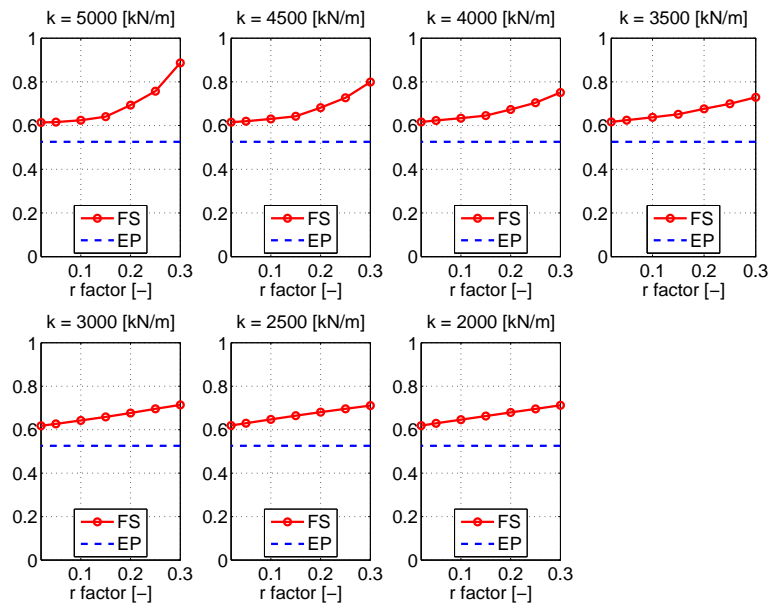 k = 5000 [kN/m]
k = 4500 [kN/m]
k = 4000 [kN/m]
k = 3500 [kN/m]
1
0.8
0.6
0.4
0.2
0
FS
EP
0.1 0.2 0.3
r factor [−]
1
0.8
0.6
0.4
0.2
0
FS
EP
0.1 0.2 0.3
r factor [−]
1
0.8
0.6
0.4
0.2
0
FS
EP
0.1 0.2 0.3
r factor [−]
1
0.8
0.6
0.4
0.2
0
FS
EP
0.1 0.2 0.3
r factor [−]
k = 3000 [kN/m]
k = 2500 [kN/m]
k = 2000 [kN/m]
1
0.8
0.6
0.4
0.2
0
FS
EP
0.1 0.2 0.3
r factor [−]
1
0.8
0.6
0.4
0.2
0
FS
EP
0.1 0.2 0.3
r factor [−]
1
0.8
0.6
0.4
0.2
0
FS
EP
0.1 0.2 0.3
r factor [−]